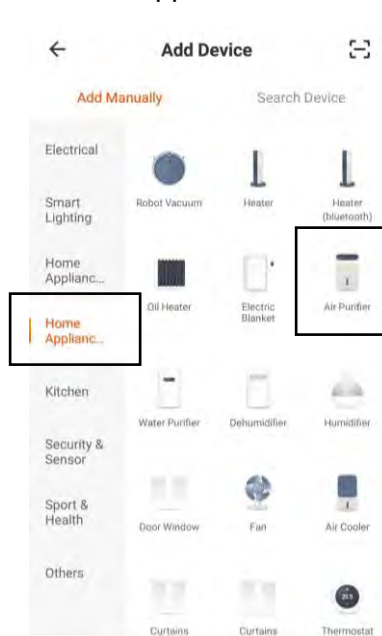 Add Device
Add Manually
Search Device
Electrical
Smart
Lighting
Home
Applianc...
Home
Applianc...
Kitchen
Security &
Sensor
Sport &
Health
Others
Robot Vacuum
Heater
Heater
(bluetooth)
Oil Heater
Electric
Blanket
Air Purifier
Water Purifier
Dehumidifier
Humidifier
Door Window
Fan
Air Cooler
Curtains
Curtains
Thermostat